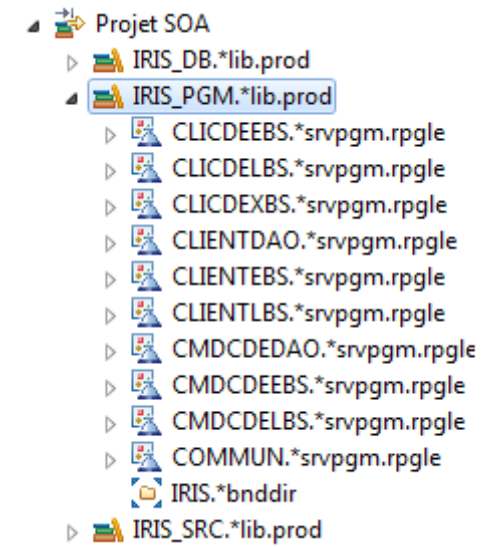 Projet SOA
IRIS_DB.*lib.prod
IRIS_PGM.*lib.prod
CLICDEEBS.*srvpgm.rpgle
CLICDELBS.*srvpgm.rpgle
CLICDEXBS.*srvpgm.rpgle
CLIENTDAO.*srvpgm.rpgle
CLIENTEBS.*srvpgm.rpgle
CLIENTLBS.*srvpgm.rpgle
CMDCDEDAO.*srvpgm.rpgle
CMDCDEEBS.*srvpgm.rpgle
CMDCDELBS.*srvpgm.rpgle
COMMUN.*srvpgm.rpgle
IRIS.*bnddir
IRIS_SRC.*lib.prod